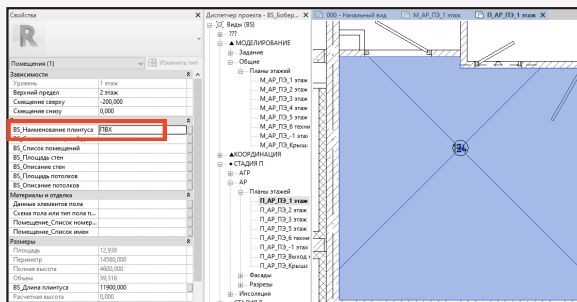 Свойства
R
Помещения (1)
Изменить тип
Зависимости
Уровень 1 этаж
Верхний предел 2 этаж
Смещение сверху -200,000
Смещение снизу 0,000
BS_Наименование плинтуса ПВХ
BS_Список помещений
BS_Площадь стен
BS_Описание стен
BS_Площадь потолков
BS_Описание потолков
Материалы и отделка
Данные элементов пола
Схема пола или тип пола п...
Помещение_Список номер...
Помещение_Список имен
Размеры
Площадь 12,938
Периметр 14560,000
Полная высота 4600,000
Объем 59,516
BS_Длина плинтуса 11900,000
Расчетная высота 0,000
Диспетчер проекта - BS_Бобер...
Виды (BS)
???
▲ МОДЕЛИРОВАНИЕ
Задание
Общие
Планы этажей
М_АР_ПЭ_1 этаж
М_АР_ПЭ_2 этаж
М_АР_ПЭ_3 этаж
М_АР_ПЭ_4 этаж
М_АР_ПЭ_5 этаж
М_АР_ПЭ_6 техни
М_АР_ПЭ_-1 этаж
М_АР_ПЭ_Крыша
▲КООРДИНАЦИЯ
• СТАДИЯ П
АГР
АР
Планы этажей
П_АР_ПЭ_1 этаж
П_АР_ПЭ_2 этаж
П_АР_ПЭ_3 этаж
П_АР_ПЭ_5 этаж
П_АР_ПЭ_6 техни
П_АР_ПЭ_-1 этаж
П_АР_ПЭ_Выход н
П_АР_ПЭ_Крыша
Фасады
Разрезы
Инсоляция
000 - Начальный вид
М_АР_ПЭ_1 этаж
П_АР_ПЭ_1 этаж